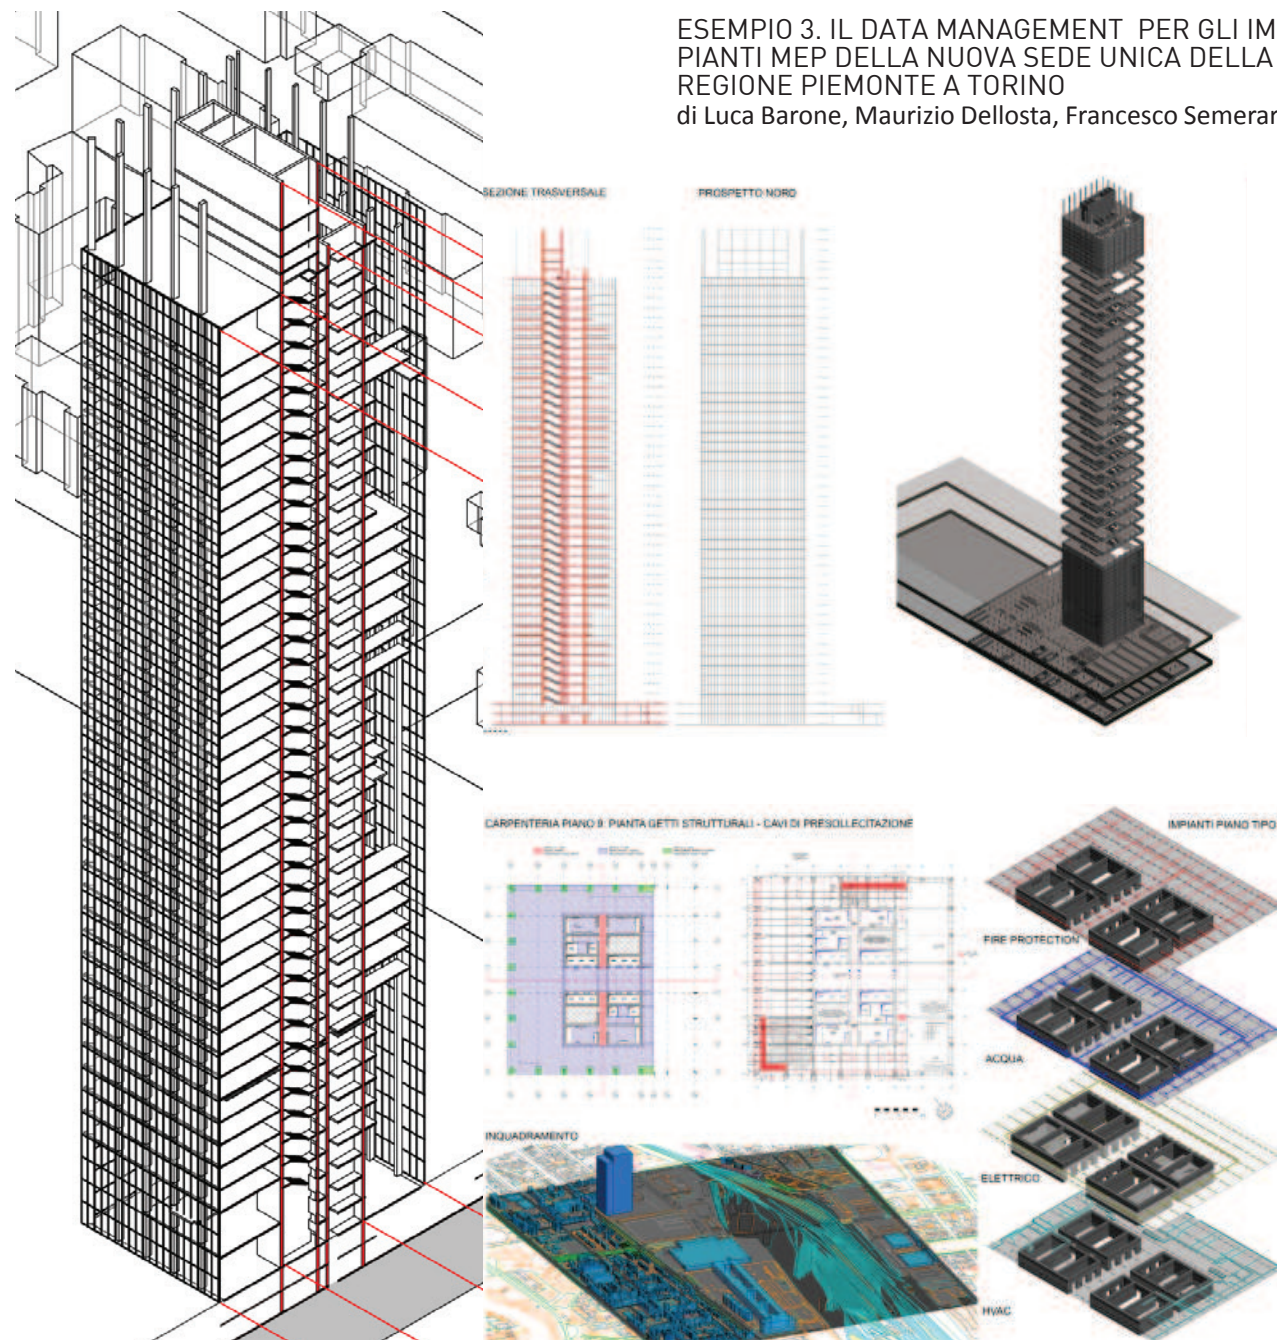 ESEMPIO 3. IL DATA MANAGEMENT PER GLI IM
PIANTI MEP DELLA NUOVA SEDE UNICA DELLA
REGIONE PIEMONTE A TORINO
di Luca Barone, Maurizio Dellosta, Francesco Semerar
SEZIONE TRASVERSALE
PROSPETTO NORD
CARPENTERIA PIANO 9: PIANTA GETTI STRUTTURALI - CAVI DI PRESOLLECITAZIONE
IMPIANTI PIANO TIPO
FIRE PROTECTION
ACQUA
INQUADRAMENTO
ELETTRICO
HVAC